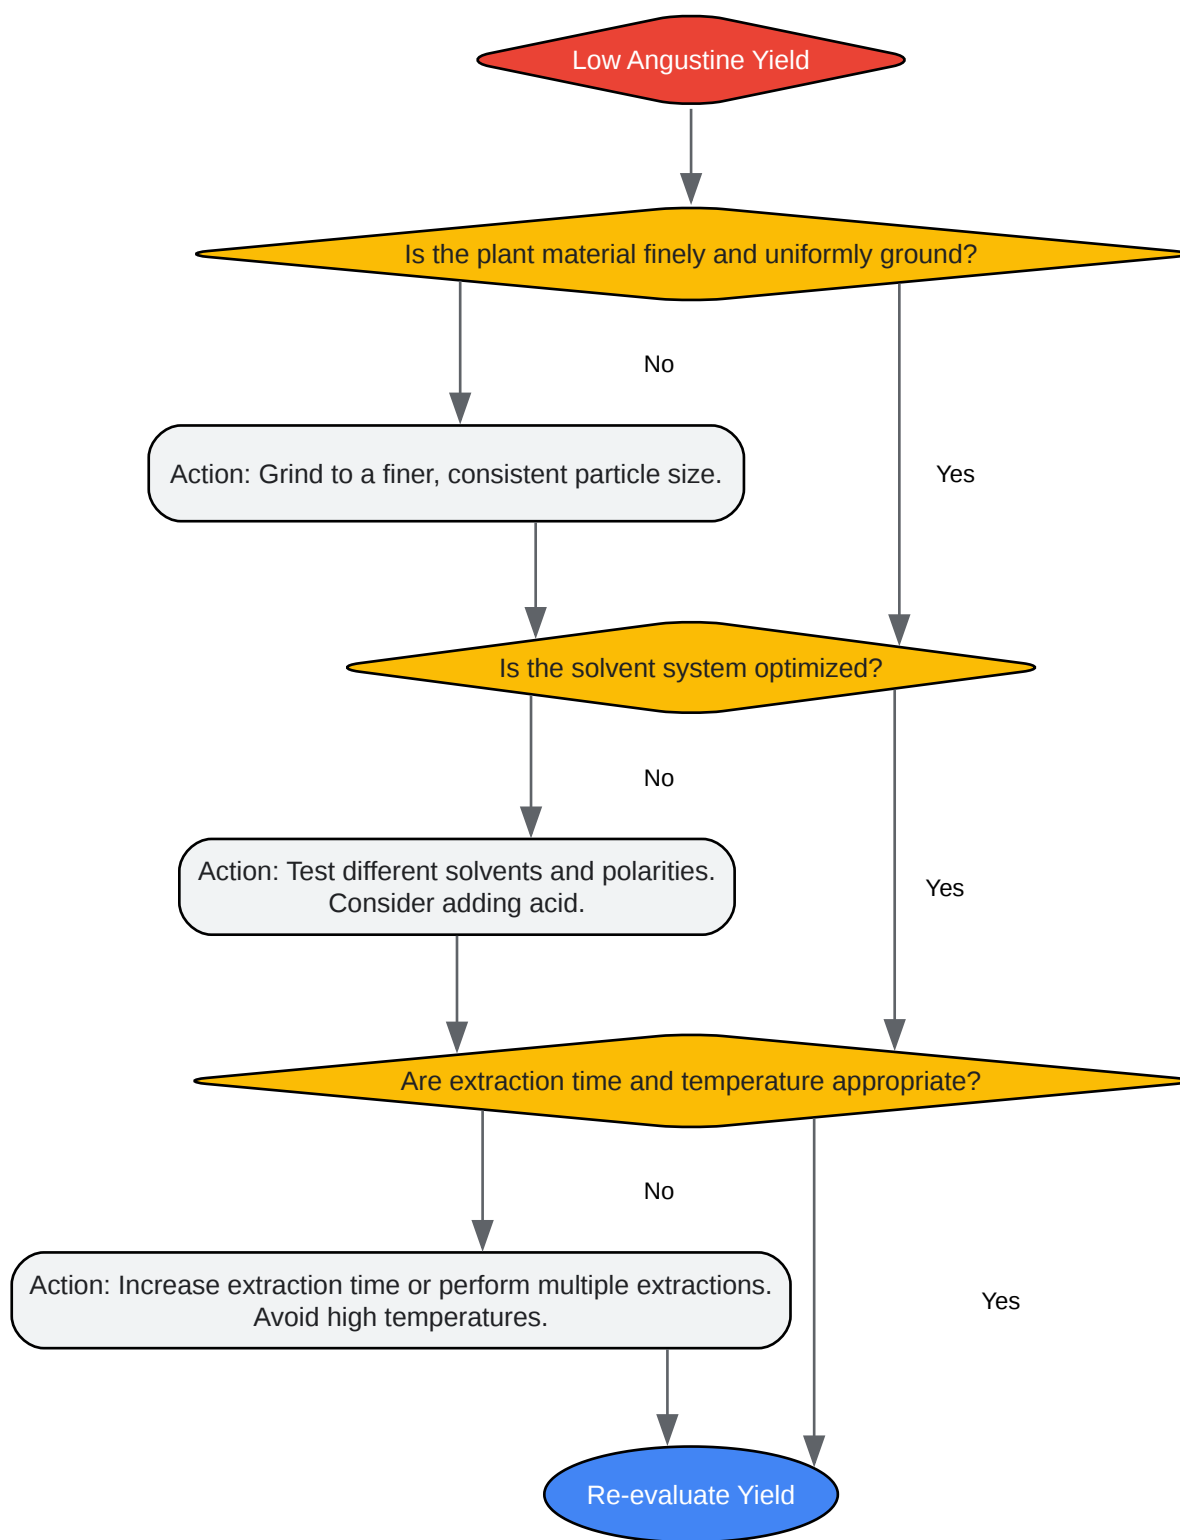 Low Angustine Yield
Is the plant material finely and uniformly ground?
No
Action: Grind to a finer, consistent particle size.
Yes
Is the solvent system optimized?
No
Action: Test different solvents and polarities.
Consider adding acid.
Yes
Are extraction time and temperature appropriate?
No
Action: Increase extraction time or perform multiple extractions.
Avoid high temperatures.
Yes
Re-evaluate Yield